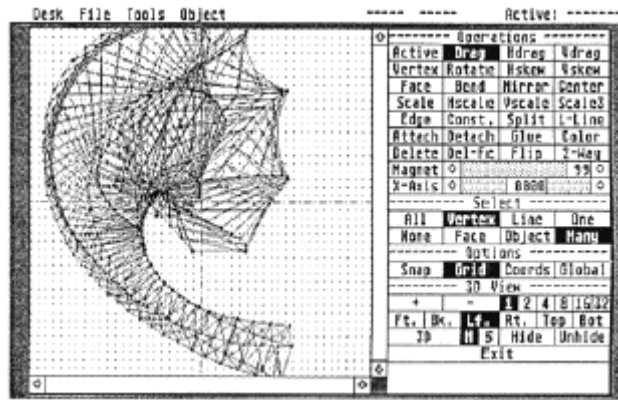 Desk File Tools Object Active:
Operations
Active Drag Hdrag Vdrag
Vertex Rotate Hskew Vskew
Face Bend Mirror Center
Scale Hscale Vscale Scale3
Edge Const. Split L-Line
Attach Detach Glue Color
Delete Del-fc Flip 2-Way
Magnet 99
X-Axis 0000
Select
All Vertex Line One
None Face Object Many
Options
Snap Grid Coords Global
3D View
+ - 1 2 4 8 16 32
Ft. Bk. Lf. Rt. Top Bot
3D M S Hide Unhide
Exit